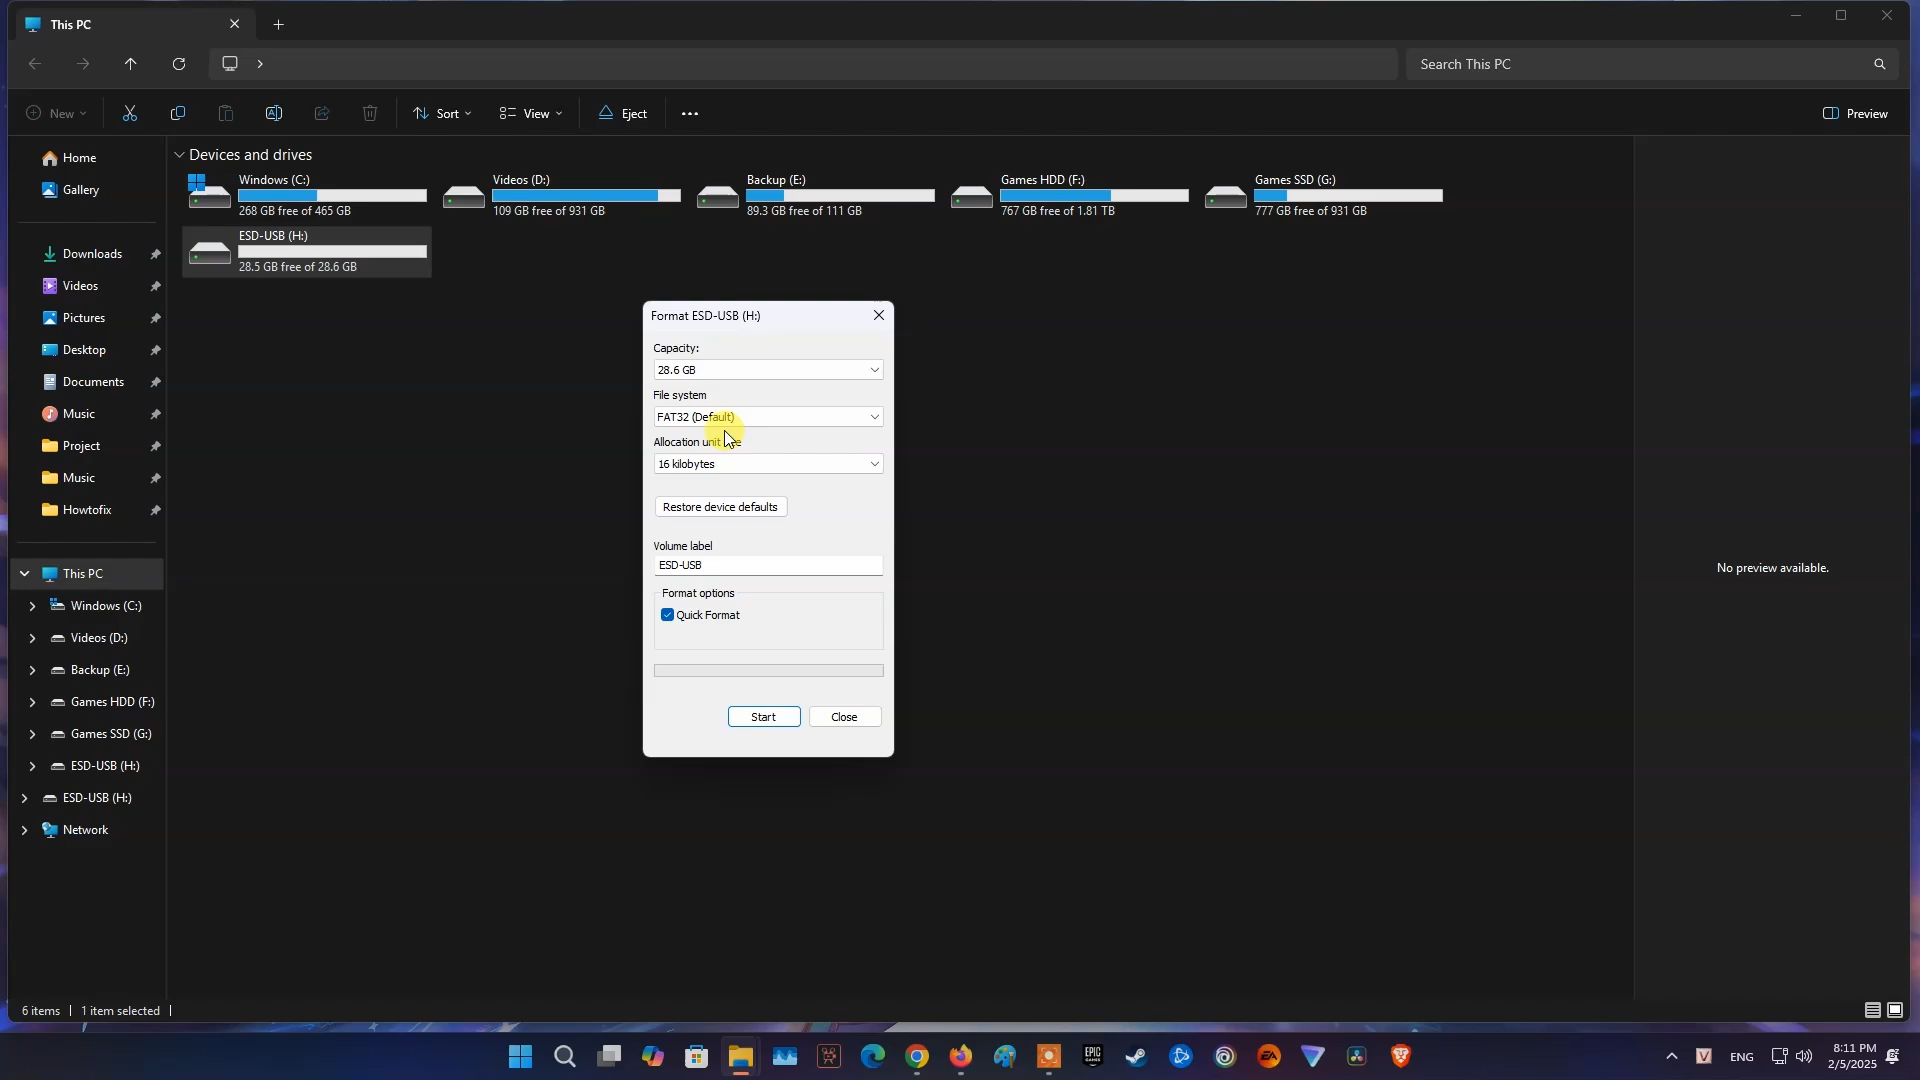 This PC
Search This PC
New
Sort
View
Eject
Preview
Home
Gallery
Downloads
Videos
Pictures
Desktop
Documents
Music
Project
Music
Howtofix
This PC
Windows (C:)
Videos (D:)
Backup (E:)
Games HDD (F:)
Games SSD (G:)
ESD-USB (H:)
ESD-USB (H:)
Network
Devices and drives
Windows (C:)
268 GB free of 465 GB
Videos (D:)
109 GB free of 931 GB
Backup (E:)
89.3 GB free of 111 GB
Games HDD (F:)
767 GB free of 1.81 TB
Games SSD (G:)
777 GB free of 931 GB
ESD-USB (H:)
28.5 GB free of 28.6 GB
Format ESD-USB (H:)
Capacity:
28.6 GB
File system
FAT32 (Default)
Allocation unit
16 kilobytes
Restore device defaults
Volume label
ESD-USB
Format options
Quick Format
Start
Close
No preview available.
6 items
1 item selected
EPIC
GAMES
EA
V
ENG
8:11 PM
2/5/2025